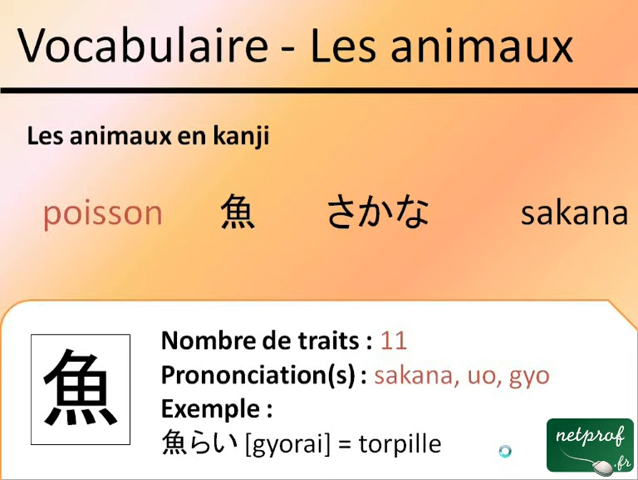 Vocabulaire - Les animaux
Les animaux en kanji
poisson 魚 さかな sakana
魚
Nombre de traits : 11
Prononciation(s) : sakana, uo, gyo
Exemple :
魚らい [gyorai] = torpille
netprof
.fr